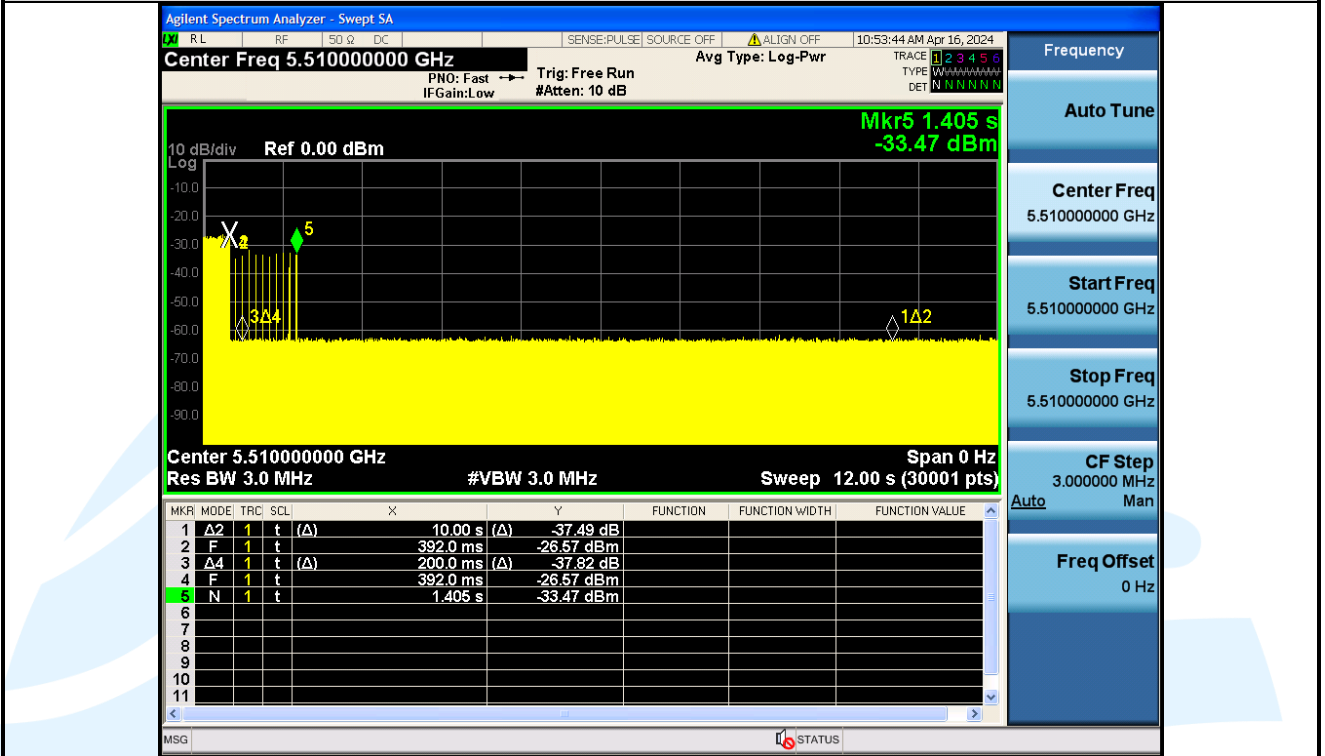 Agilent Spectrum Analyzer - Swept SA
LXI RL RF 50 Ω DC SENSE:PULSE SOURCE OFF ALIGN OFF 10:53:44 AM Apr 16, 2024
Center Freq 5.510000000 GHz Avg Type: Log-Pwr TRACE 1 2 3 4 5 6
PNO: Fast Trig: Free Run TYPE WWWWWW
IFGain:Low #Atten: 10 dB DET N N N N N N
Mkr5 1.405 s
10 dB/div Ref 0.00 dBm -33.47 dBm
Log
-10.0
-20.0
-30.0
-40.0
-50.0
-60.0
-70.0
-80.0
-90.0
5
3Δ4
1Δ2
Center 5.510000000 GHz Span 0 Hz
Res BW 3.0 MHz #VBW 3.0 MHz Sweep 12.00 s (30001 pts)
MKR MODE TRC SCL X Y FUNCTION FUNCTION WIDTH FUNCTION VALUE
1 Δ2 1 t (Δ) 10.00 s (Δ) -37.49 dB
2 F 1 t 392.0 ms -26.57 dBm
3 Δ4 1 t (Δ) 200.0 ms (Δ) -37.82 dB
4 F 1 t 392.0 ms -26.57 dBm
5 N 1 t 1.405 s -33.47 dBm
6
7
8
9
10
11
MSG STATUS
Frequency
Auto Tune
Center Freq
5.510000000 GHz
Start Freq
5.510000000 GHz
Stop Freq
5.510000000 GHz
CF Step
3.000000 MHz
Auto Man
Freq Offset
0 Hz